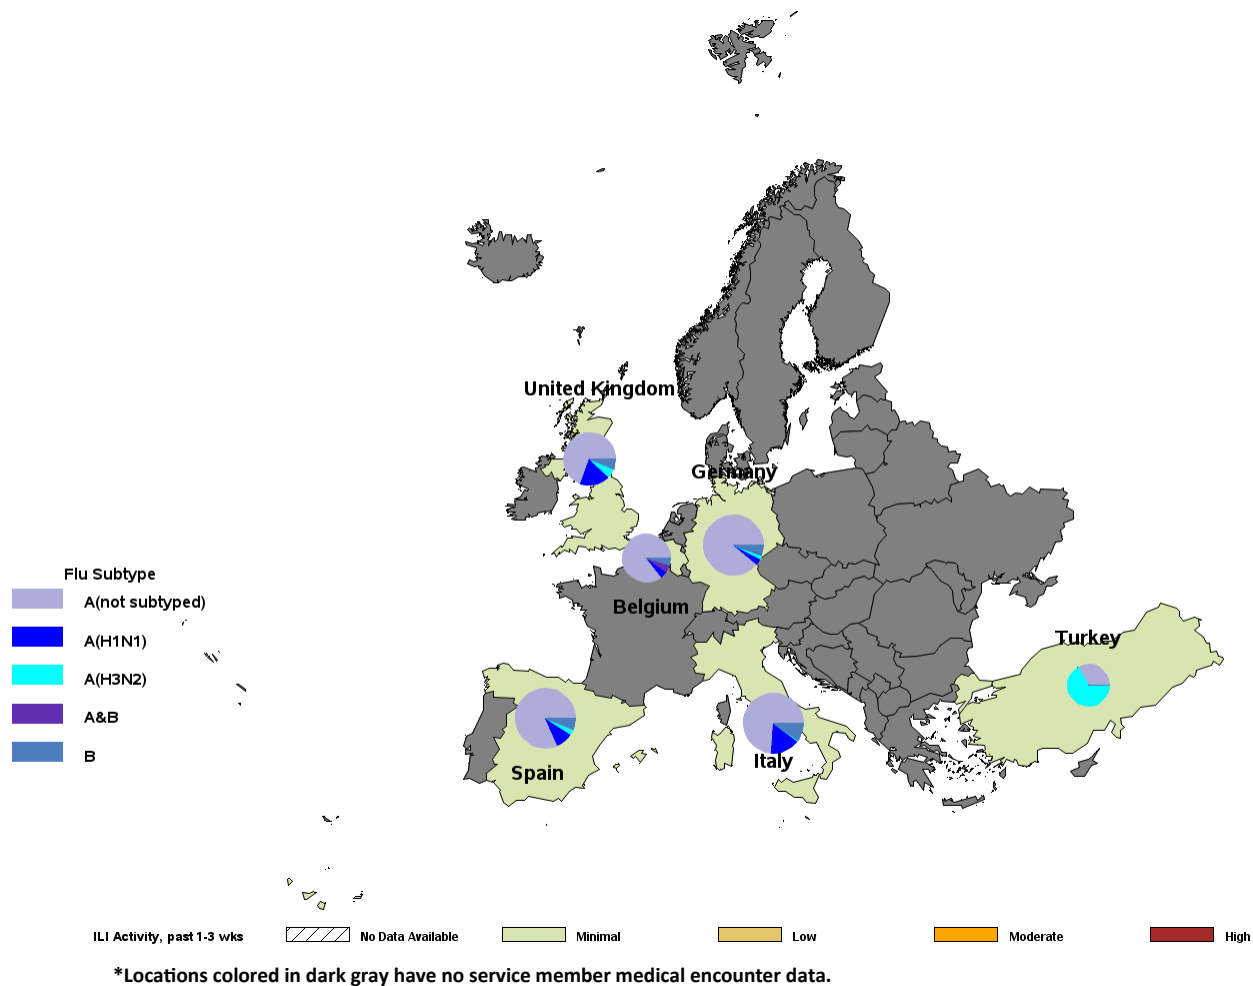 United Kingdom
Germany
Belgium
Turkey
Spain
Italy
Flu Subtype
A(not subtyped)
A(H1N1)
A(H3N2)
A&B
B
ILI Activity, past 1-3 wks No Data Available Minimal Low Moderate High
*Locations colored in dark gray have no service member medical encounter data.